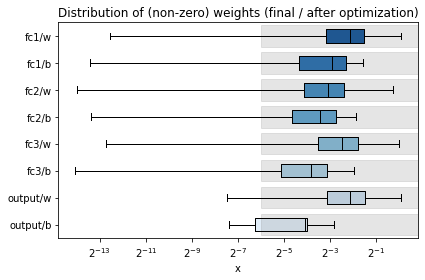 Distribution of (non-zero) weights (final / after optimization)
fc1/w
fc1/b
fc2/w
fc2/b
fc3/w
fc3/b
output/w
output/b
2⁻¹³ 2⁻¹¹ 2⁻⁹ 2⁻⁷ 2⁻⁵ 2⁻³ 2⁻¹
x